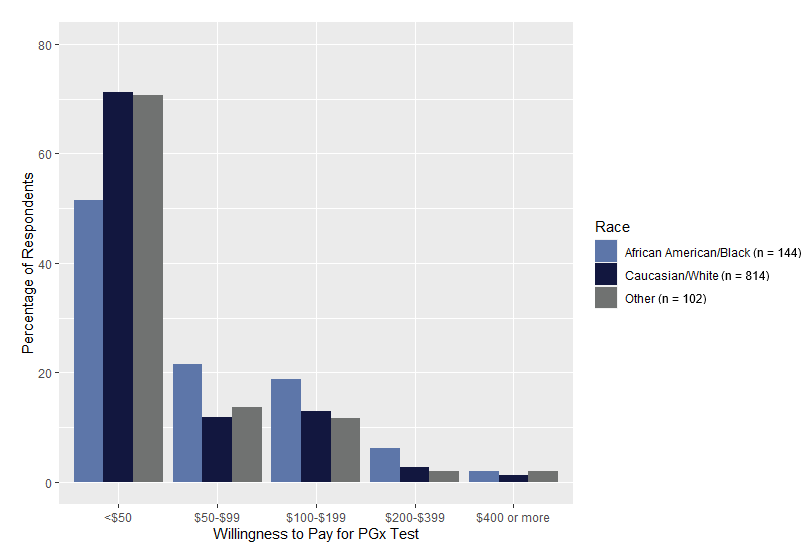 80
60
40
20
0
Percentage of Respondents
<$50
$50-$99
$100-$199
$200-$399
$400 or more
Willingness to Pay for PGx Test
Race
African American/Black (n = 144)
Caucasian/White (n = 814)
Other (n = 102)